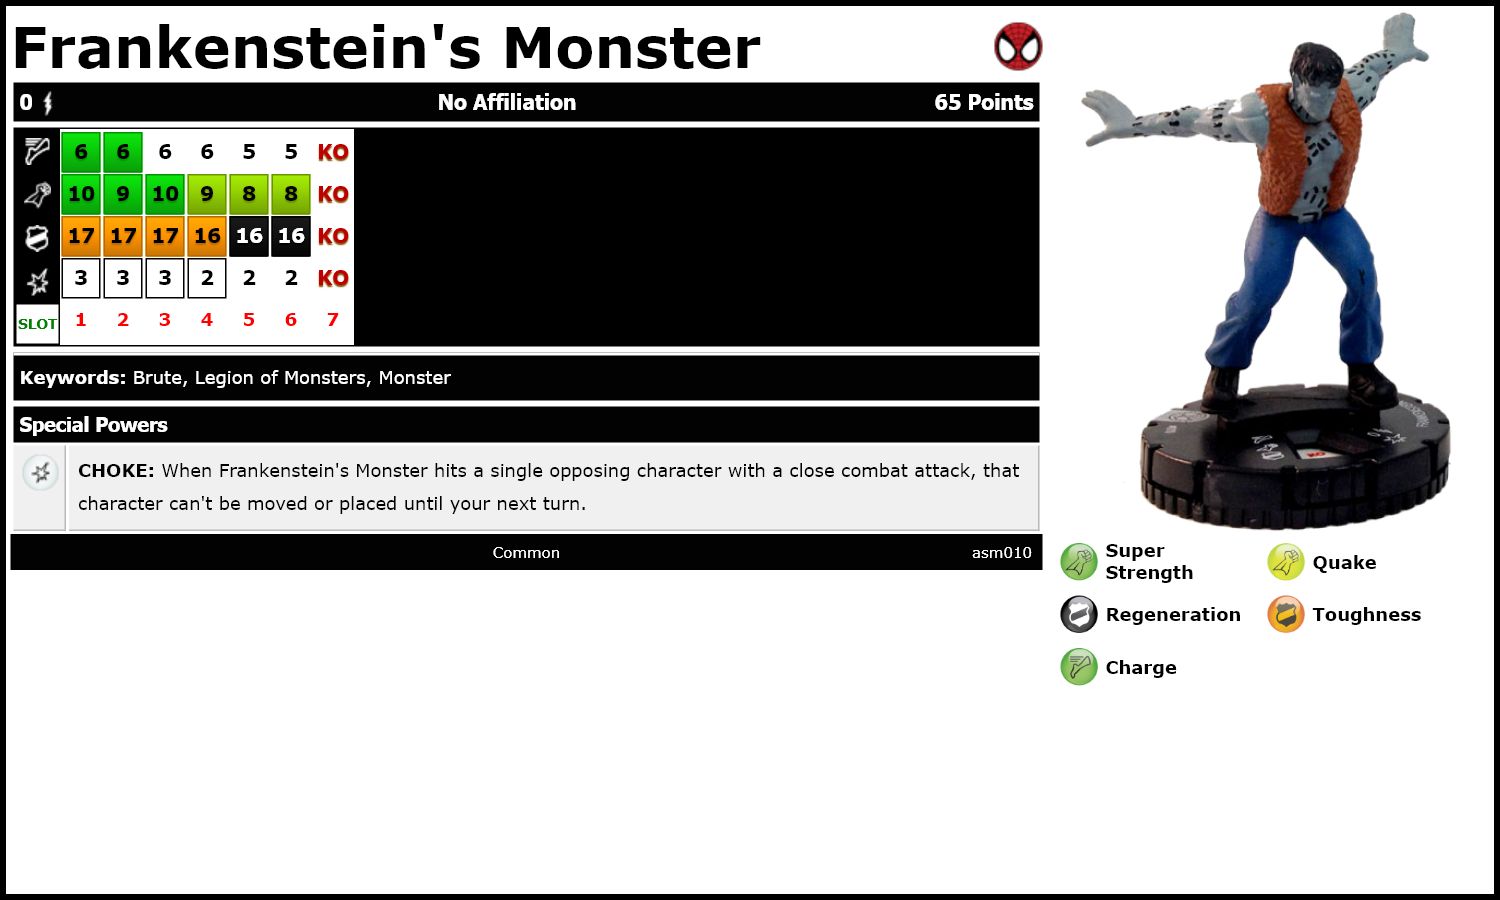 Frankenstein's Monster
0 No Affiliation 65 Points
6 6 6 6 5 5 KO
10 9 10 9 8 8 KO
17 17 17 16 16 16 KO
3 3 3 2 2 2 KO
SLOT 1 2 3 4 5 6 7
Keywords: Brute, Legion of Monsters, Monster
Special Powers
CHOKE: When Frankenstein's Monster hits a single opposing character with a close combat attack, that
character can't be moved or placed until your next turn.
Common asm010
Super
Strength
Quake
Regeneration
Toughness
Charge